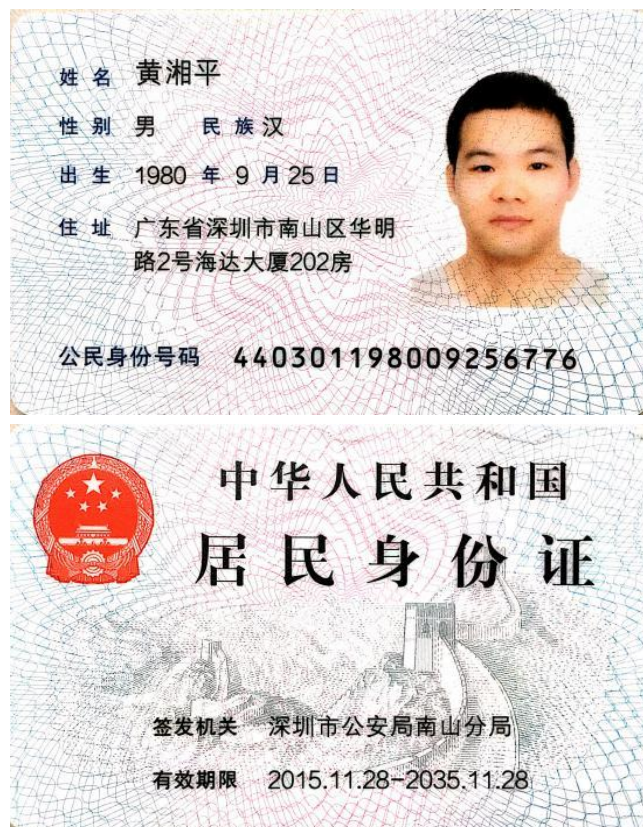 姓名 黄湘平
性别 男 民族 汉
出生 1980 年 9 月 25 日
住址 广东省深圳市南山区华明
路2号海达大厦202房
公民身份号码 440301198009256776
中华人民共和国
居民身份证
签发机关 深圳市公安局南山分局
有效期限 2015.11.28-2035.11.28